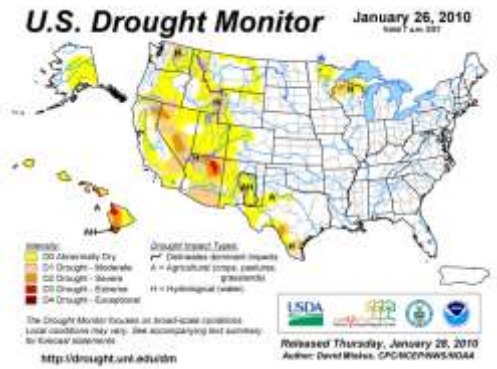 U.S. Drought Monitor
January 26, 2010
Valid 7 a.m. EST
Intensity:
D0 Abnormally Dry
D1 Drought - Moderate
D2 Drought - Severe
D3 Drought - Extreme
D4 Drought - Exceptional
Drought Impact Types:
Delineates dominant impacts
A = Agricultural (crops, pastures,
grasslands)
H = Hydrological (water)
The Drought Monitor focuses on broad-scale conditions.
Local conditions may vary. See accompanying text summary
for forecast statements.
http://drought.unl.edu/dm
USDA
Released Thursday, January 28, 2010
Author: David Miskus, CPC/NCEP/NWS/NOAA
A
AH
H